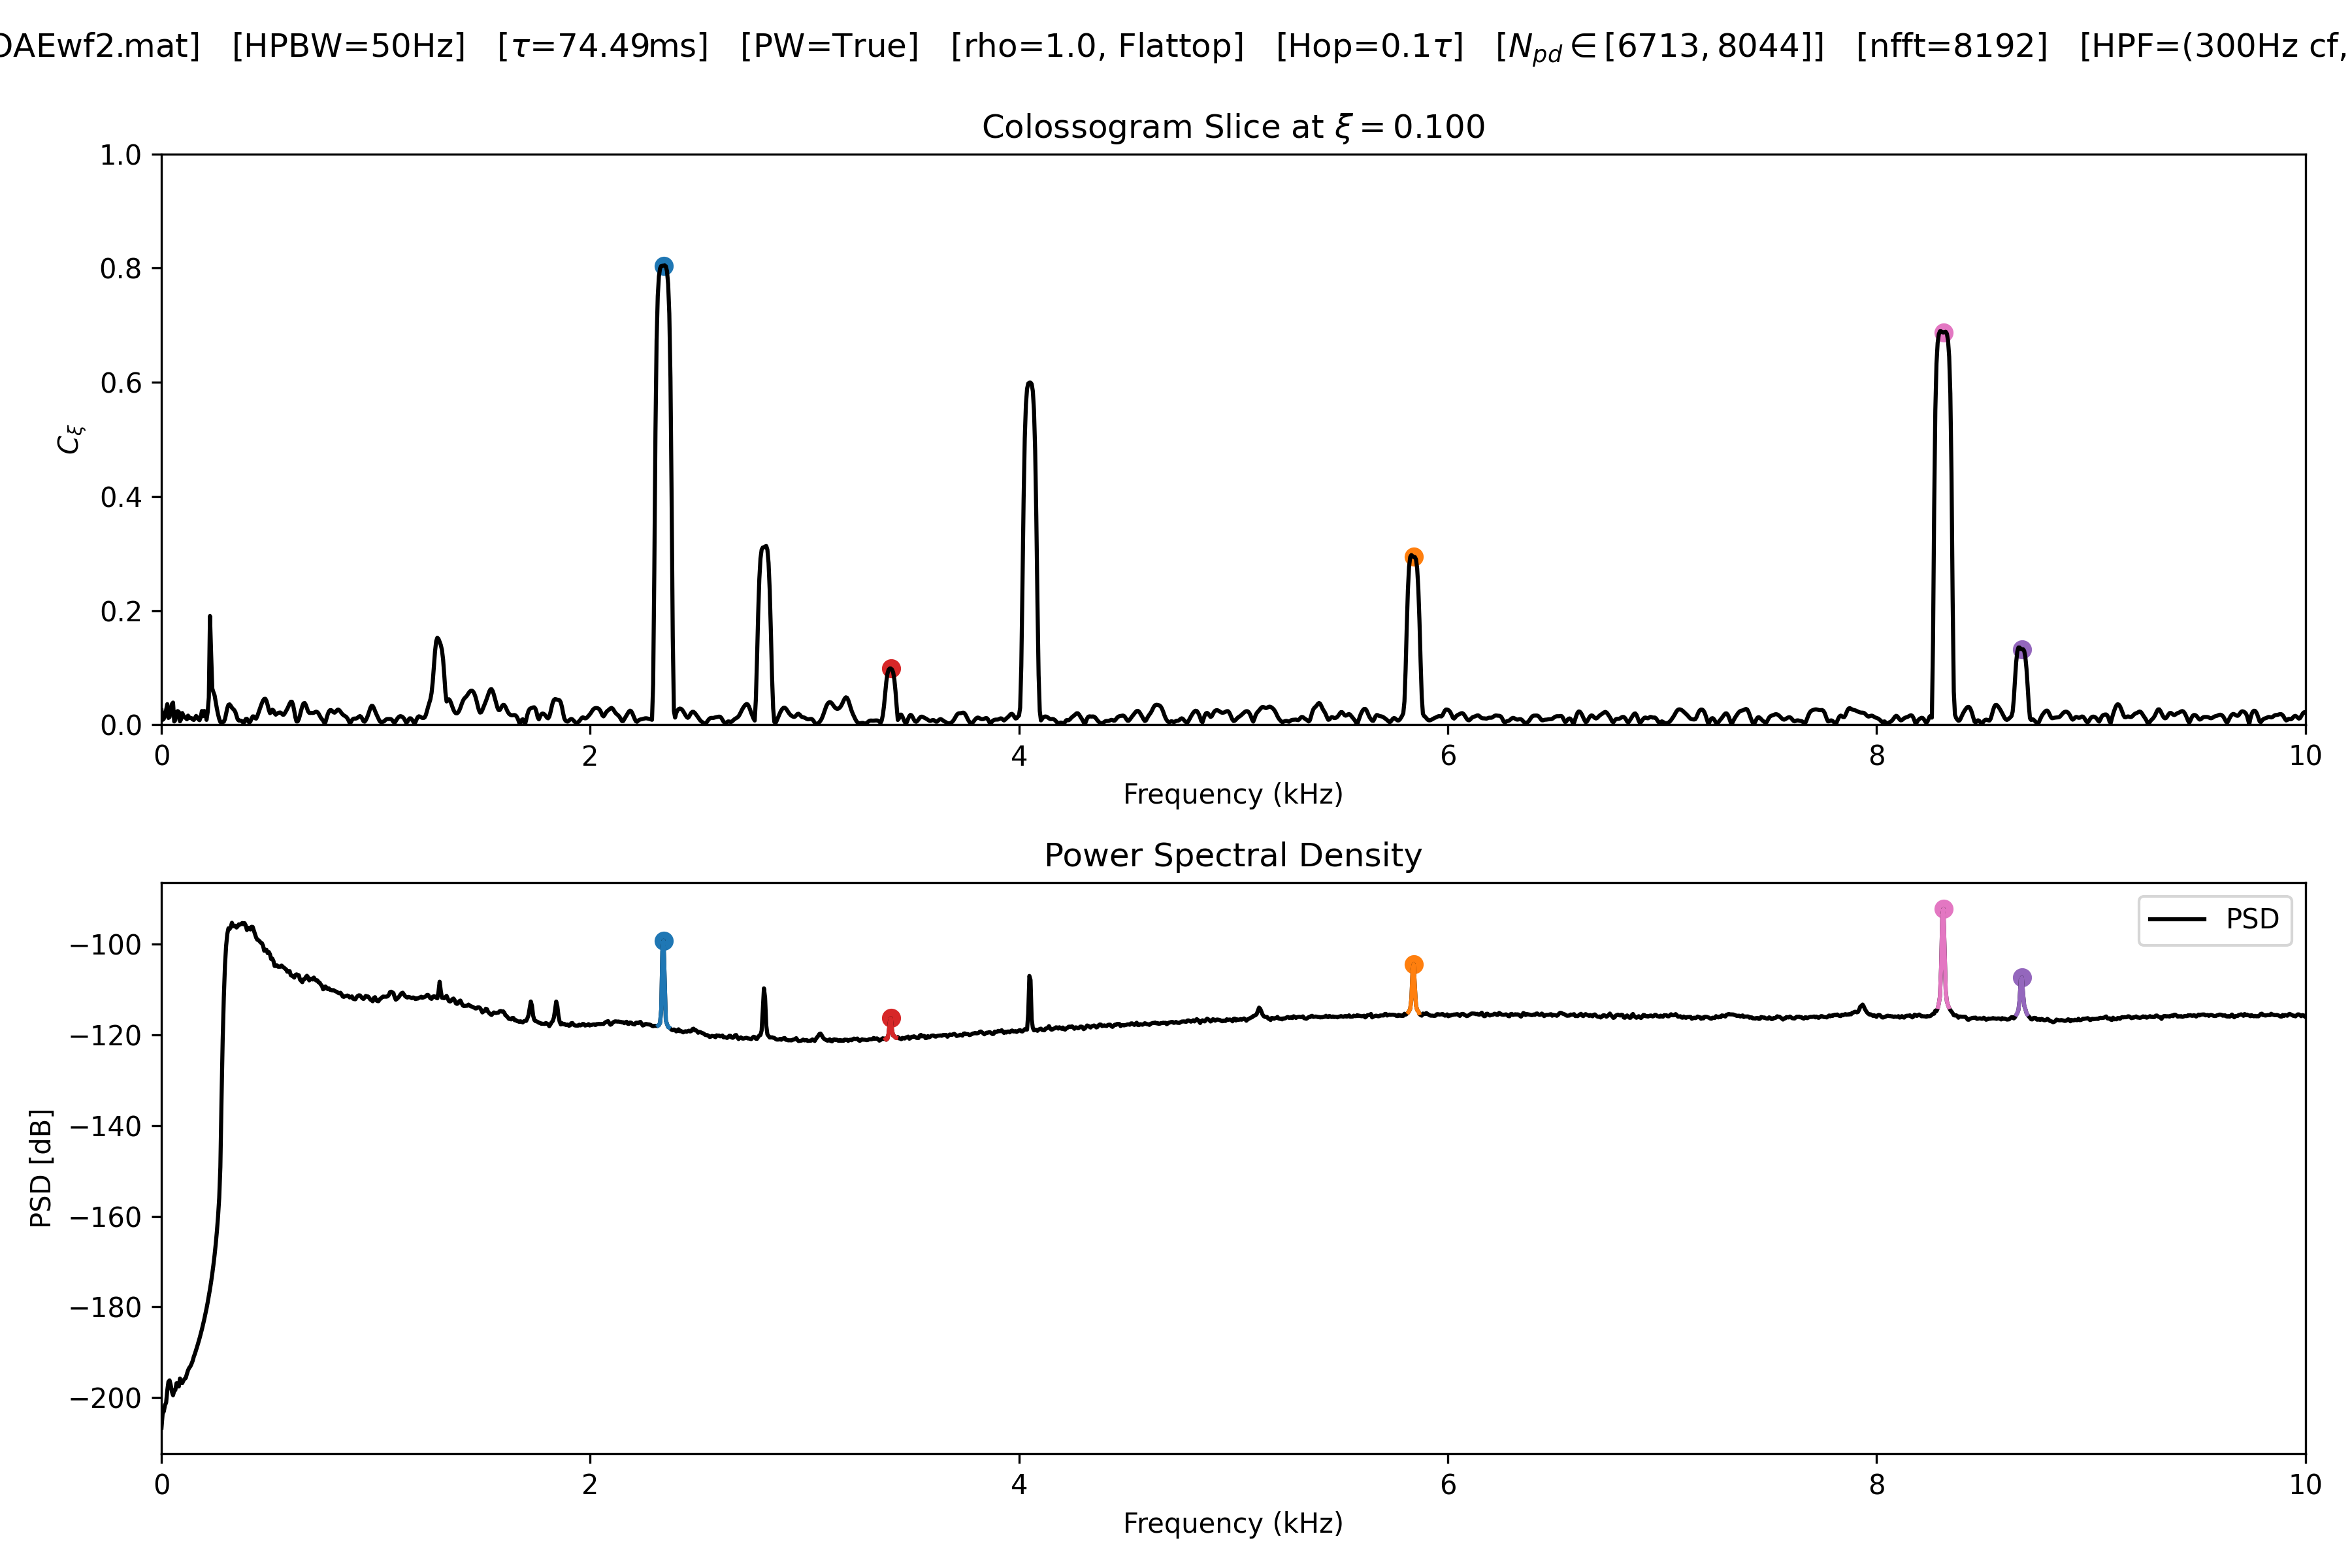 OAEwf2.mat] [HPBW=50Hz] [τ=74.49ms] [PW=True] [rho=1.0, Flattop] [Hop=0.1τ] [N_pd ∈ [6713, 8044]] [nfft=8192] [HPF=(300Hz cf,
Colossogram Slice at ξ = 0.100
C_ξ
1.0
0.8
0.6
0.4
0.2
0.0
0 2 4 6 8 10
Frequency (kHz)
Power Spectral Density
PSD
PSD [dB]
−100
−120
−140
−160
−180
−200
0 2 4 6 8 10
Frequency (kHz)